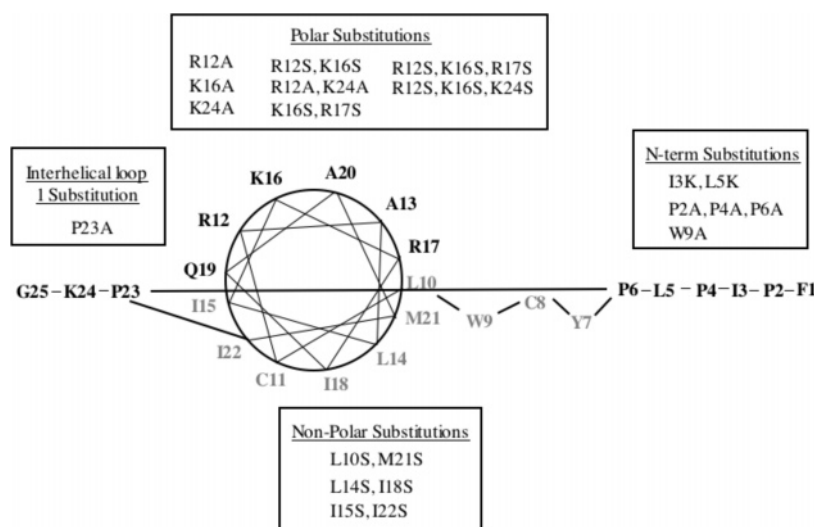 Polar Substitutions
R12A R12S, K16S R12S, K16S, R17S
K16A R12A, K24A R12S, K16S, K24S
K24A K16S, R17S
Interhelical loop
1 Substitution
P23A
N-term Substitutions
I3K, L5K
P2A, P4A, P6A
W9A
K16 A20
R12 A13
R17
Q19
G25-K24-P23 I15 L10 P6-L5-P4-I3-P2-F1
M21 W9 C8 Y7
I22 L14
C11 I18
Non-Polar Substitutions
L10S, M21S
L14S, I18S
I15S, I22S